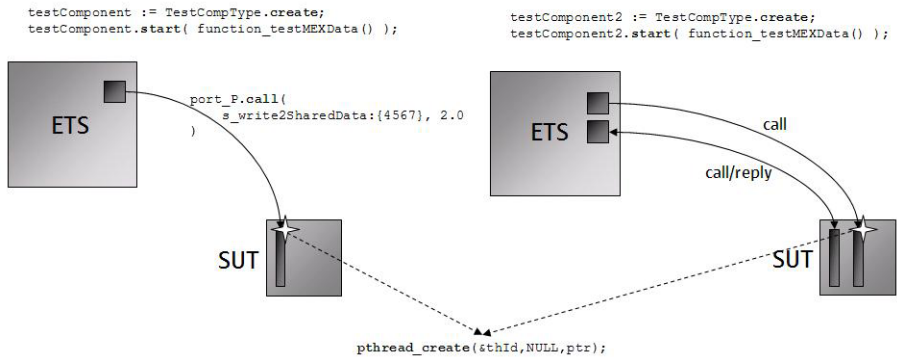 testComponent := TestCompType.create;
testComponent.start( function_testMEXData() );
testComponent2 := TestCompType.create;
testComponent2.start( function_testMEXData() );
ETS
port_P.call(
s_write2SharedData:{4567}, 2.0
)
ETS
call
call/reply
SUT
SUT
pthread_create(&thId,NULL,ptr);